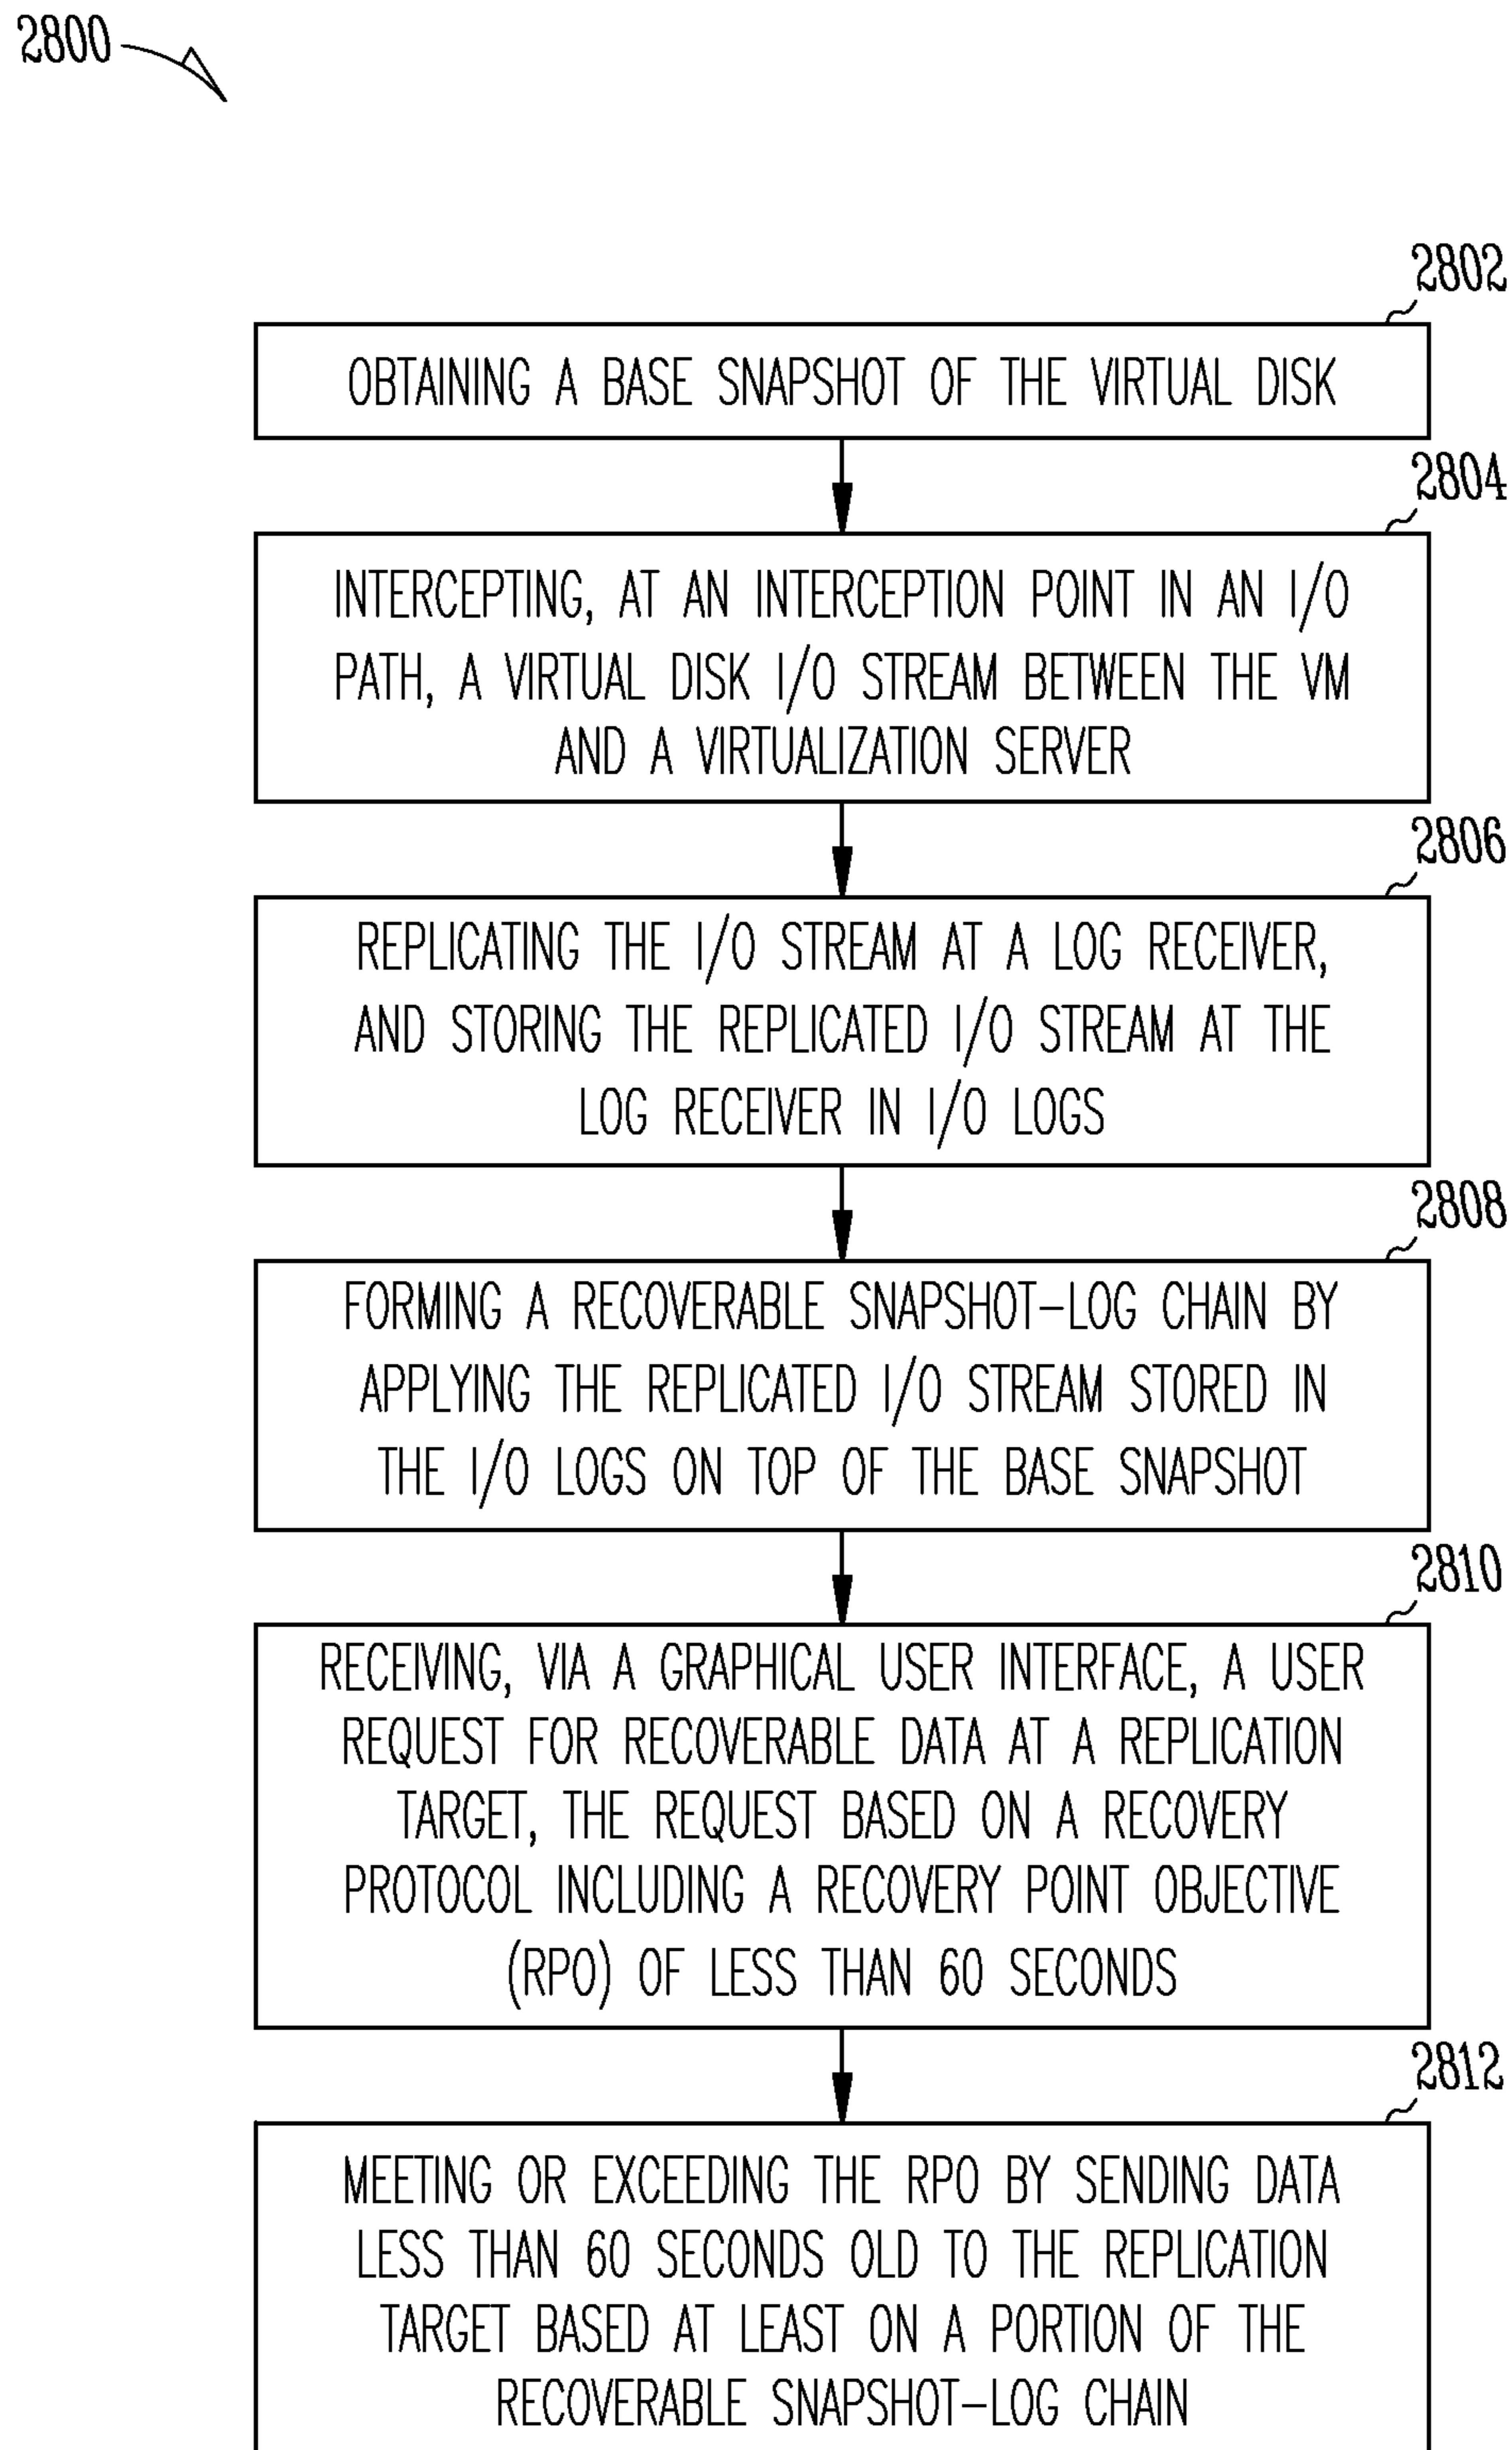 2800
2802
OBTAINING A BASE SNAPSHOT OF THE VIRTUAL DISK
2804
INTERCEPTING, AT AN INTERCEPTION POINT IN AN I/O
PATH, A VIRTUAL DISK I/O STREAM BETWEEN THE VM
AND A VIRTUALIZATION SERVER
2806
REPLICATING THE I/O STREAM AT A LOG RECEIVER,
AND STORING THE REPLICATED I/O STREAM AT THE
LOG RECEIVER IN I/O LOGS
2808
FORMING A RECOVERABLE SNAPSHOT-LOG CHAIN BY
APPLYING THE REPLICATED I/O STREAM STORED IN
THE I/O LOGS ON TOP OF THE BASE SNAPSHOT
2810
RECEIVING, VIA A GRAPHICAL USER INTERFACE, A USER
REQUEST FOR RECOVERABLE DATA AT A REPLICATION
TARGET, THE REQUEST BASED ON A RECOVERY
PROTOCOL INCLUDING A RECOVERY POINT OBJECTIVE
(RPO) OF LESS THAN 60 SECONDS
2812
MEETING OR EXCEEDING THE RPO BY SENDING DATA
LESS THAN 60 SECONDS OLD TO THE REPLICATION
TARGET BASED AT LEAST ON A PORTION OF THE
RECOVERABLE SNAPSHOT-LOG CHAIN